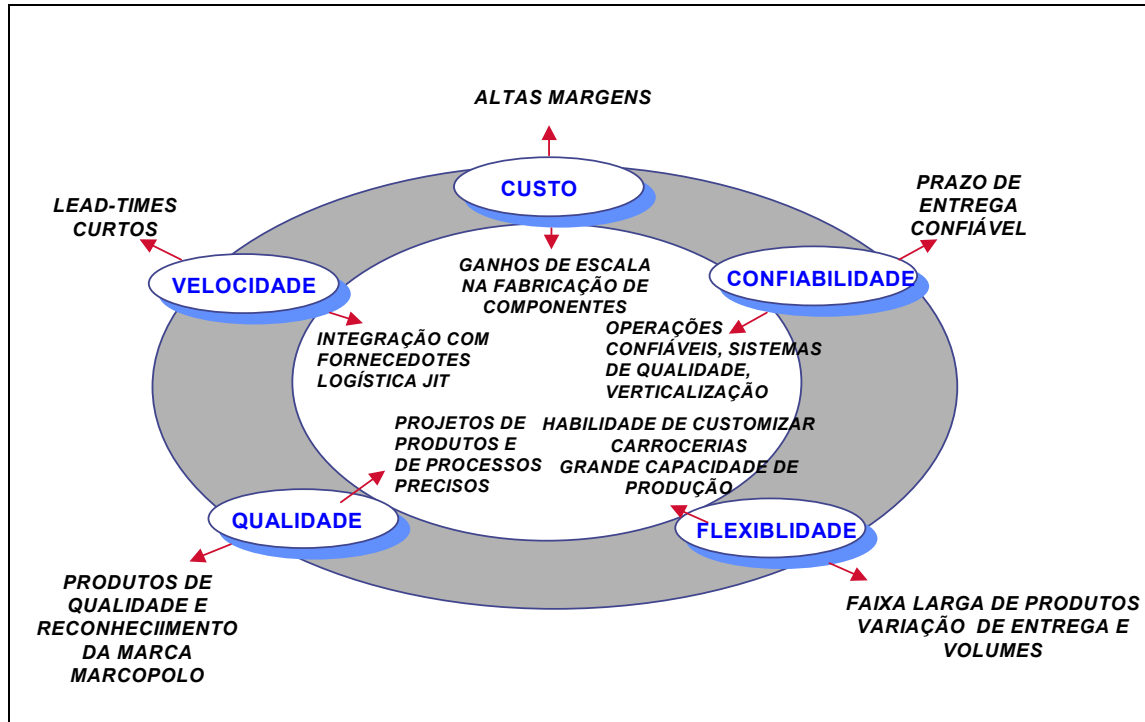 ALTAS MARGENS
CUSTO
PRAZO DE
ENTREGA
CONFIÁVEL
LEAD-TIMES
CURTOS
VELOCIDADE
CONFIABILIDADE
GANHOS DE ESCALA
NA FABRICAÇÃO DE
COMPONENTES
INTEGRAÇÃO COM
FORNECEDOTES
LOGÍSTICA JIT
OPERAÇÕES
CONFIÁVEIS, SISTEMAS
DE QUALIDADE,
VERTICALIZAÇÃO
PROJETOS DE
PRODUTOS E
DE PROCESSOS
PRECISOS
HABILIDADE DE CUSTOMIZAR
CARROCERIAS
GRANDE CAPACIDADE DE
PRODUÇÃO
QUALIDADE
FLEXIBLIDADE
PRODUTOS DE
QUALIDADE E
RECONHECIIMENTO
DA MARCA
MARCOPOLO
FAIXA LARGA DE PRODUTOS
VARIAÇÃO DE ENTREGA E
VOLUMES